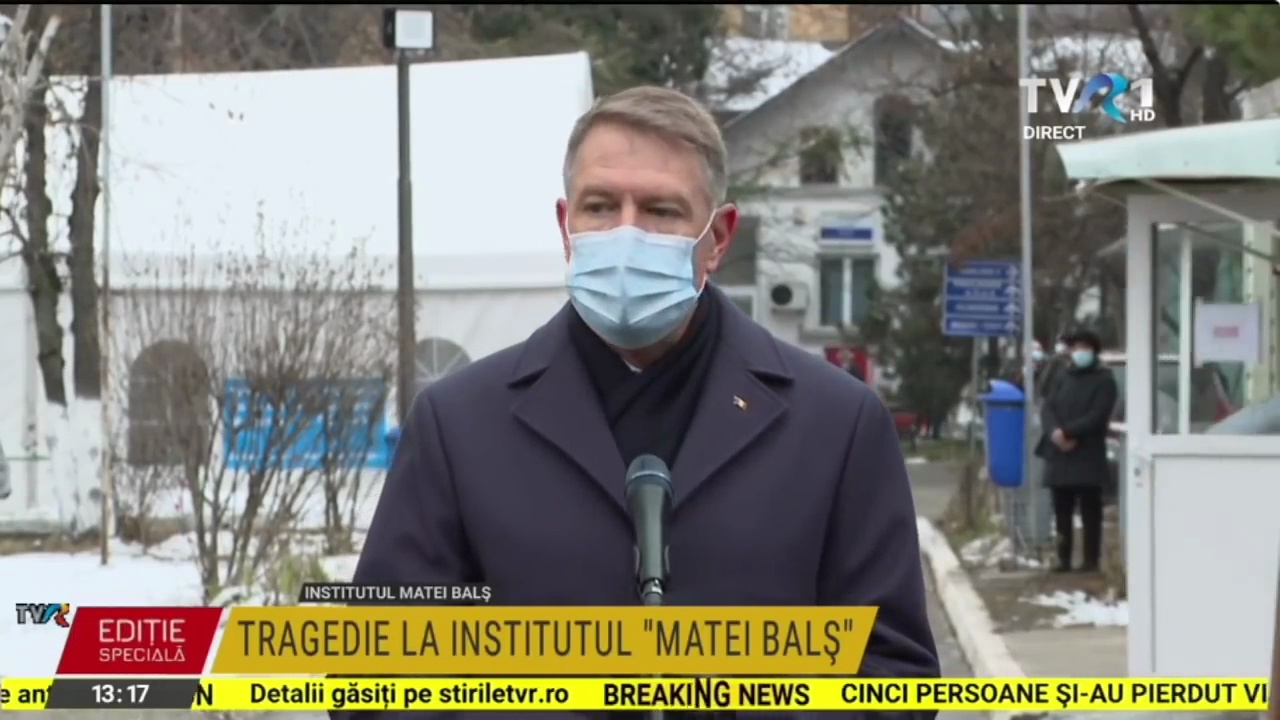 TVR1 HD
DIRECT
INSTITUTUL MATEI BALŞ
TVR
EDIŢIE SPECIALĂ
TRAGEDIE LA INSTITUTUL "MATEI BALŞ"
13:17
Detalii găsiți pe stiriletvr.ro BREAKING NEWS CINCI PERSOANE ŞI-AU PIERDUT